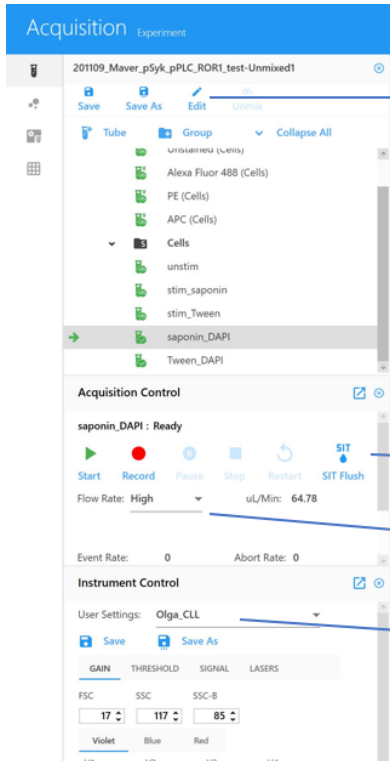 Acquisition Experiment
201109_Maver_pSyk_pPLC_ROR1_test-Unmixed1
Save Save As Edit Unmix
Tube Group Collapse All
Unstained (Cells)
Alexa Fluor 488 (Cells)
PE (Cells)
APC (Cells)
S Cells
unstim
stim_saponin
stim_Tween
saponin_DAPI
Tween_DAPI
Acquisition Control
saponin_DAPI : Ready
SIT
Start Record Pause Stop Restart SIT Flush
Flow Rate: High uL/Min: 64.78
Event Rate: 0 Abort Rate: 0
Instrument Control
User Settings: Olga_CLL
Save Save As
GAIN THRESHOLD SIGNAL LASERS
FSC SSC SSC-B
17 117 85
Violet Blue Red